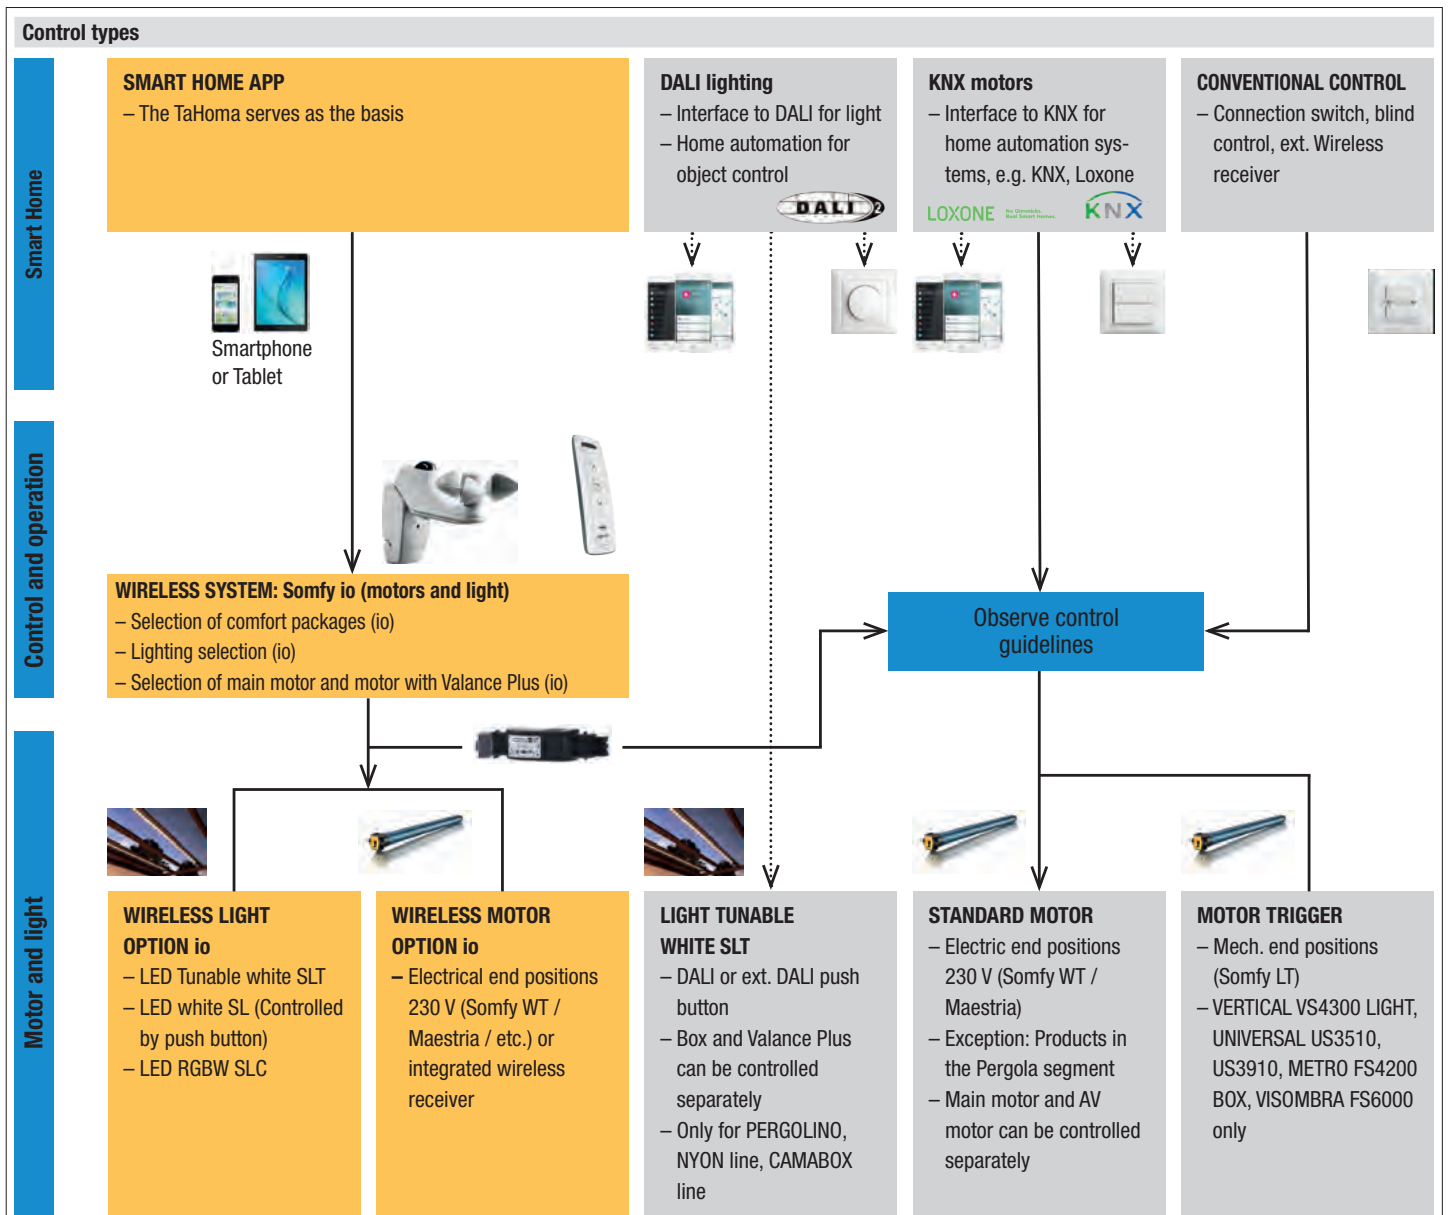 Control types
Smart Home
SMART HOME APP
– The TaHoma serves as the basis
DALI lighting
– Interface to DALI for light
– Home automation for
object control
DALI 2
KNX motors
– Interface to KNX for
home automation sys-
tems, e.g. KNX, Loxone
LOXONE
No Gimmicks.
Real Smart Homes.
KNX
CONVENTIONAL CONTROL
– Connection switch, blind
control, ext. Wireless
receiver
Smartphone
or Tablet
Control and operation
WIRELESS SYSTEM: Somfy io (motors and light)
– Selection of comfort packages (io)
– Lighting selection (io)
– Selection of main motor and motor with Valance Plus (io)
Observe control
guidelines
Motor and light
WIRELESS LIGHT
OPTION io
– LED Tunable white SLT
– LED white SL (Controlled
by push button)
– LED RGBW SLC
WIRELESS MOTOR
OPTION io
– Electrical end positions
230 V (Somfy WT /
Maestria / etc.) or
integrated wireless
receiver
LIGHT TUNABLE
WHITE SLT
– DALI or ext. DALI push
button
– Box and Valance Plus
can be controlled
separately
– Only for PERGOLINO,
NYON line, CAMABOX
line
STANDARD MOTOR
– Electric end positions
230 V (Somfy WT /
Maestria)
– Exception: Products in
the Pergola segment
– Main motor and AV
motor can be controlled
separately
MOTOR TRIGGER
– Mech. end positions
(Somfy LT)
– VERTICAL VS4300 LIGHT,
UNIVERSAL US3510,
US3910, METRO FS4200
BOX, VISOMBRA FS6000
only